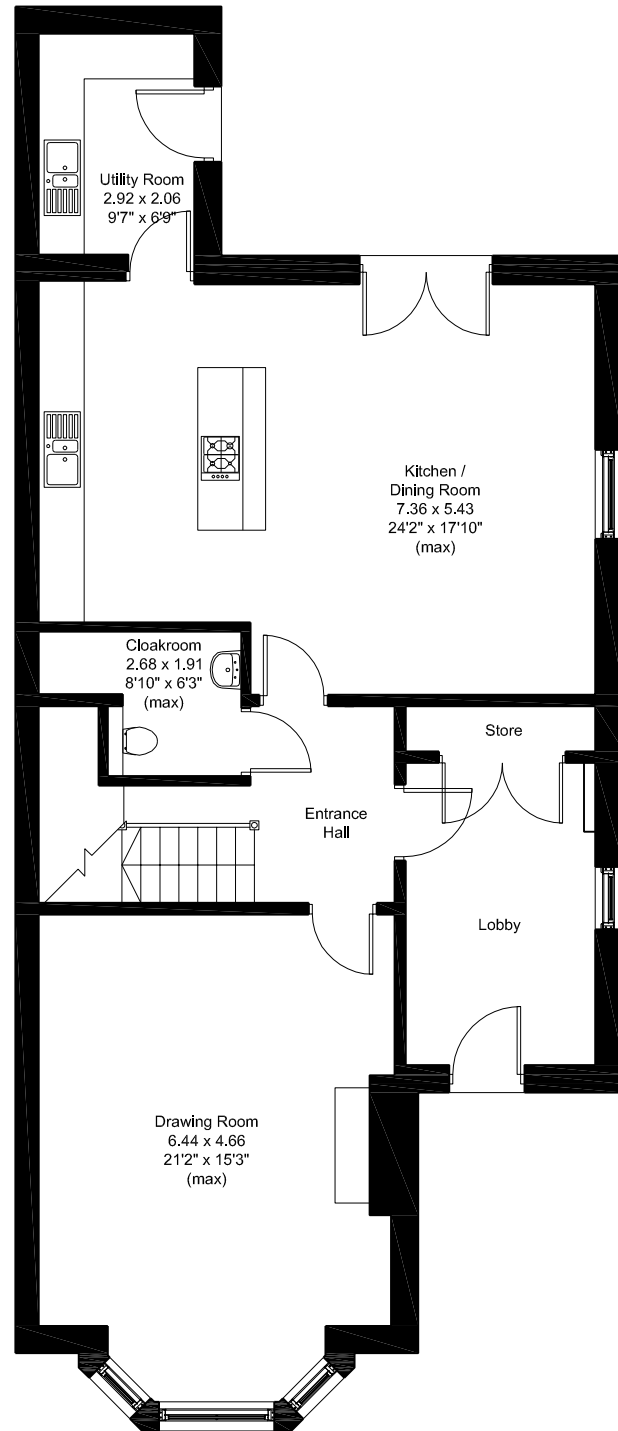 Utility Room
2.92 x 2.06
9'7" x 6'9"
Kitchen /
Dining Room
7.36 x 5.43
24'2" x 17'10"
(max)
Cloakroom
2.68 x 1.91
8'10" x 6'3"
(max)
Store
Entrance
Hall
Lobby
Drawing Room
6.44 x 4.66
21'2" x 15'3"
(max)